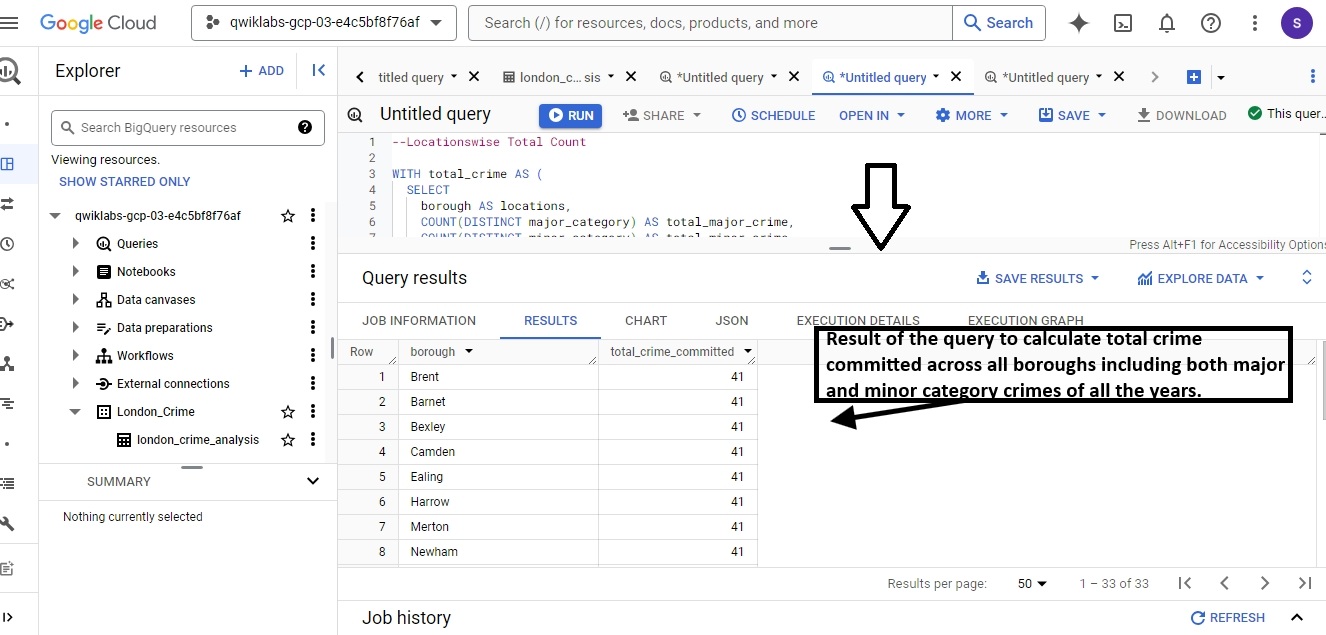 Google Cloud
qwiklabs-gcp-03-e4c5bf8f76af
Search (/) for resources, docs, products, and more
Search
S
Explorer
+ ADD
Search BigQuery resources
Viewing resources.
SHOW STARRED ONLY
qwiklabs-gcp-03-e4c5bf8f76af
Queries
Notebooks
Data canvases
Data preparations
Workflows
External connections
London_Crime
london_crime_analysis
SUMMARY
Nothing currently selected
titled query
london_c... sis
*Untitled query
*Untitled query
*Untitled query
Untitled query
RUN
SHARE
SCHEDULE
OPEN IN
MORE
SAVE
DOWNLOAD
This quer..
1 --Locationswise Total Count
2
3 WITH total_crime AS (
4 SELECT
5 borough AS locations,
6 COUNT(DISTINCT major_category) AS total_major_crime,
7 COUNT(DISTINCT minor_category) AS total_minor_crime
Press Alt+F1 for Accessibility Options
Query results
SAVE RESULTS
EXPLORE DATA
JOB INFORMATION
RESULTS
CHART
JSON
EXECUTION DETAILS
EXECUTION GRAPH
Result of the query to calculate total crime
committed across all boroughs including both major
and minor category crimes of all the years.
Row borough total_crime_committed
1 Brent 41
2 Barnet 41
3 Bexley 41
4 Camden 41
5 Ealing 41
6 Harrow 41
7 Merton 41
8 Newham 41
Results per page: 50 1 – 33 of 33
Job history
REFRESH